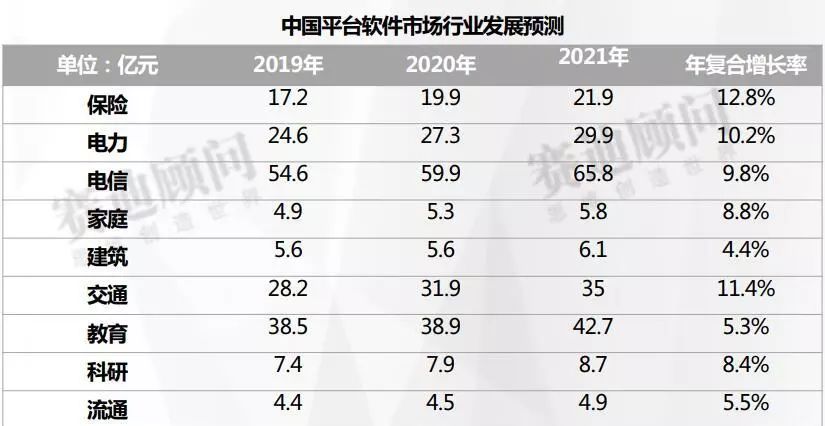 中国平台软件市场行业发展预测
单位：亿元 2019年 2020年 2021年 年复合增长率
保险 17.2 19.9 21.9 12.8%
电力 24.6 27.3 29.9 10.2%
电信 54.6 59.9 65.8 9.8%
家庭 4.9 5.3 5.8 8.8%
建筑 5.6 5.6 6.1 4.4%
交通 28.2 31.9 35 11.4%
教育 38.5 38.9 42.7 5.3%
科研 7.4 7.9 8.7 8.4%
流通 4.4 4.5 4.9 5.5%
赛迪顾问
赛迪顾问